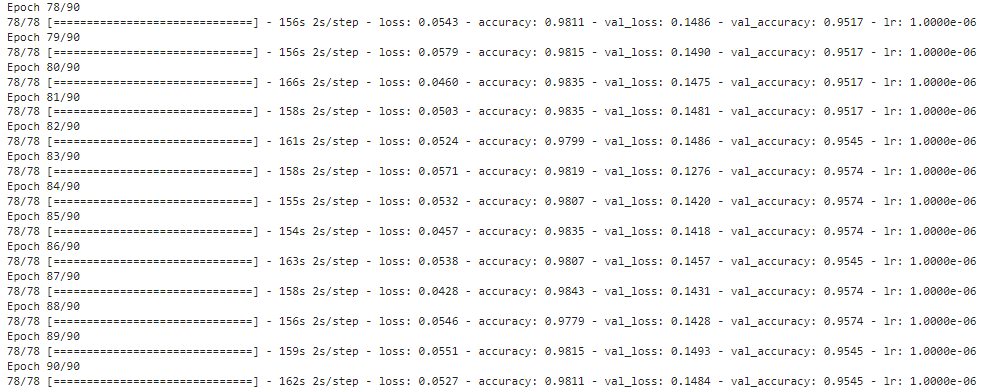 Epoch 78/90
78/78 [==============================] - 156s 2s/step - loss: 0.0543 - accuracy: 0.9811 - val_loss: 0.1486 - val_accuracy: 0.9517 - lr: 1.0000e-06
Epoch 79/90
78/78 [==============================] - 156s 2s/step - loss: 0.0579 - accuracy: 0.9815 - val_loss: 0.1490 - val_accuracy: 0.9517 - lr: 1.0000e-06
Epoch 80/90
78/78 [==============================] - 166s 2s/step - loss: 0.0460 - accuracy: 0.9835 - val_loss: 0.1475 - val_accuracy: 0.9517 - lr: 1.0000e-06
Epoch 81/90
78/78 [==============================] - 158s 2s/step - loss: 0.0503 - accuracy: 0.9835 - val_loss: 0.1481 - val_accuracy: 0.9517 - lr: 1.0000e-06
Epoch 82/90
78/78 [==============================] - 161s 2s/step - loss: 0.0524 - accuracy: 0.9799 - val_loss: 0.1486 - val_accuracy: 0.9545 - lr: 1.0000e-06
Epoch 83/90
78/78 [==============================] - 158s 2s/step - loss: 0.0571 - accuracy: 0.9819 - val_loss: 0.1276 - val_accuracy: 0.9574 - lr: 1.0000e-06
Epoch 84/90
78/78 [==============================] - 155s 2s/step - loss: 0.0532 - accuracy: 0.9807 - val_loss: 0.1420 - val_accuracy: 0.9574 - lr: 1.0000e-06
Epoch 85/90
78/78 [==============================] - 154s 2s/step - loss: 0.0457 - accuracy: 0.9835 - val_loss: 0.1418 - val_accuracy: 0.9574 - lr: 1.0000e-06
Epoch 86/90
78/78 [==============================] - 163s 2s/step - loss: 0.0538 - accuracy: 0.9807 - val_loss: 0.1457 - val_accuracy: 0.9545 - lr: 1.0000e-06
Epoch 87/90
78/78 [==============================] - 158s 2s/step - loss: 0.0428 - accuracy: 0.9843 - val_loss: 0.1431 - val_accuracy: 0.9574 - lr: 1.0000e-06
Epoch 88/90
78/78 [==============================] - 156s 2s/step - loss: 0.0546 - accuracy: 0.9779 - val_loss: 0.1428 - val_accuracy: 0.9574 - lr: 1.0000e-06
Epoch 89/90
78/78 [==============================] - 159s 2s/step - loss: 0.0551 - accuracy: 0.9815 - val_loss: 0.1493 - val_accuracy: 0.9545 - lr: 1.0000e-06
Epoch 90/90
78/78 [==============================] - 162s 2s/step - loss: 0.0527 - accuracy: 0.9811 - val_loss: 0.1484 - val_accuracy: 0.9545 - lr: 1.0000e-06